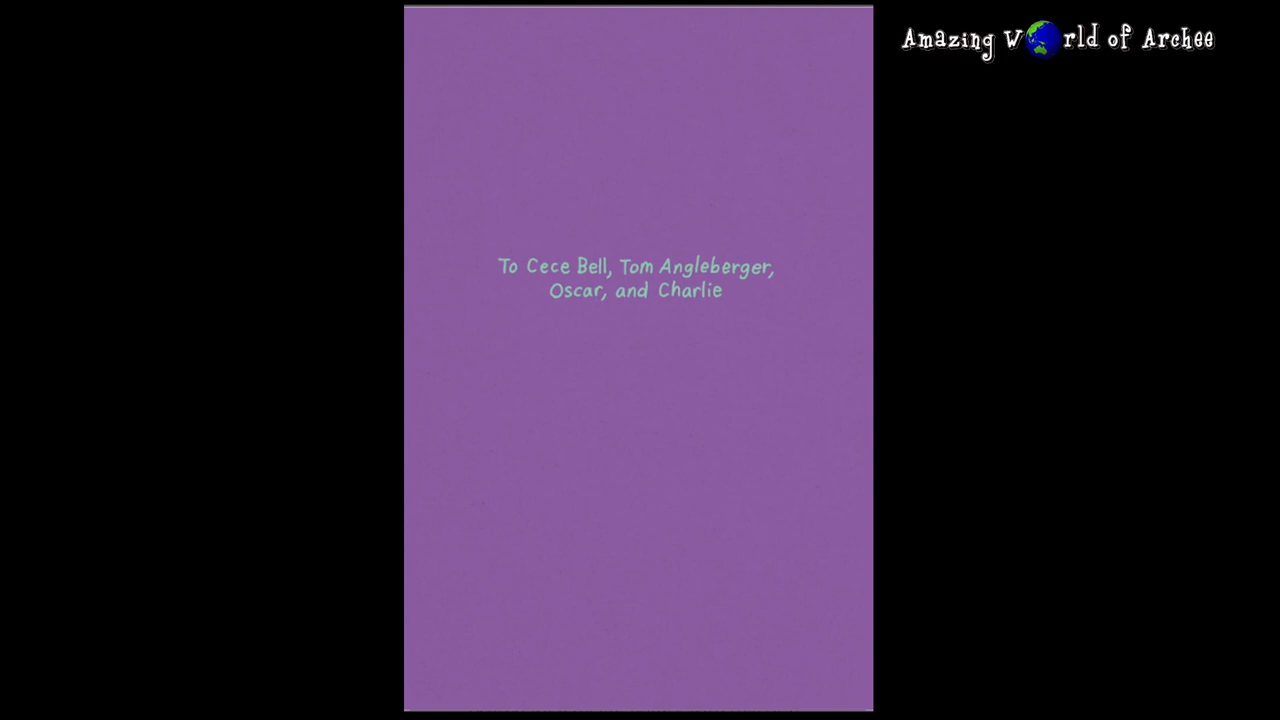 Amazing World of Archee
To Cece Bell, Tom Angleberger,
Oscar, and Charlie